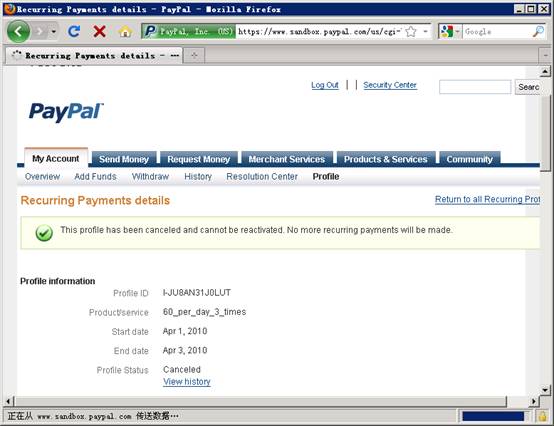 Recurring Payments details - PayPal - Mozilla Firefox
PayPal, Inc. (US) https://www.sandbox.paypal.com/us/cgi- Google
Recurring Payments details - ...
Log Out | | Security Center Searc
PayPal
My Account Send Money Request Money Merchant Services Products & Services Community
Overview Add Funds Withdraw History Resolution Center Profile
Recurring Payments details Return to all Recurring Prof
This profile has been canceled and cannot be reactivated. No more recurring payments will be made.
Profile information
Profile ID I-JU8AN31J0LUT
Product/service 60_per_day_3_times
Start date Apr 1, 2010
End date Apr 3, 2010
Profile Status Canceled
View history
正在从 www.sandbox.paypal.com 传送数据…